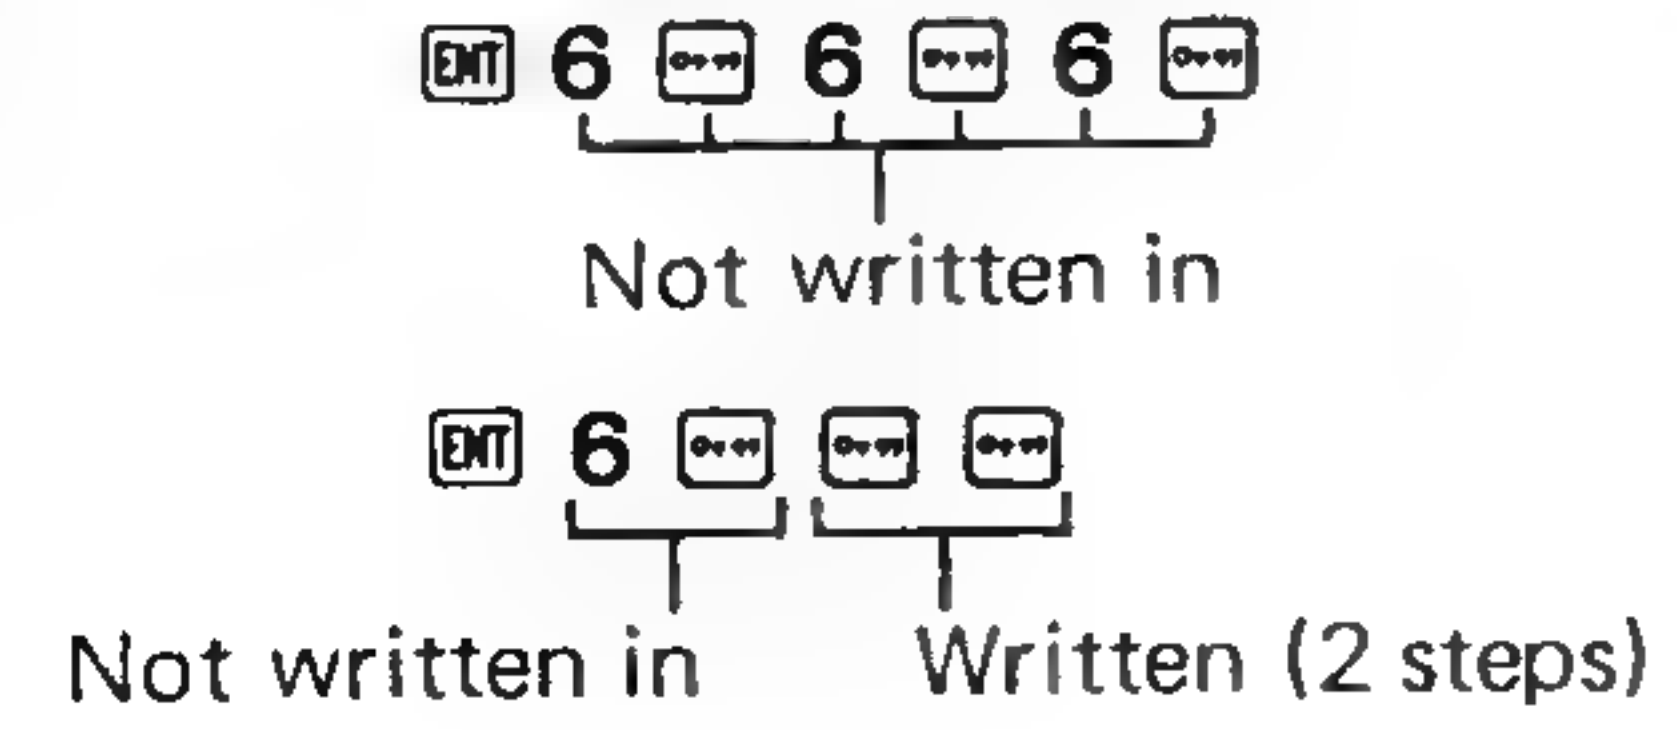 ENT 6 o,,, 6 o,,, 6 o,,,
Not written in
ENT 6 o,,, o,,, o,,,
Not written in Written (2 steps)